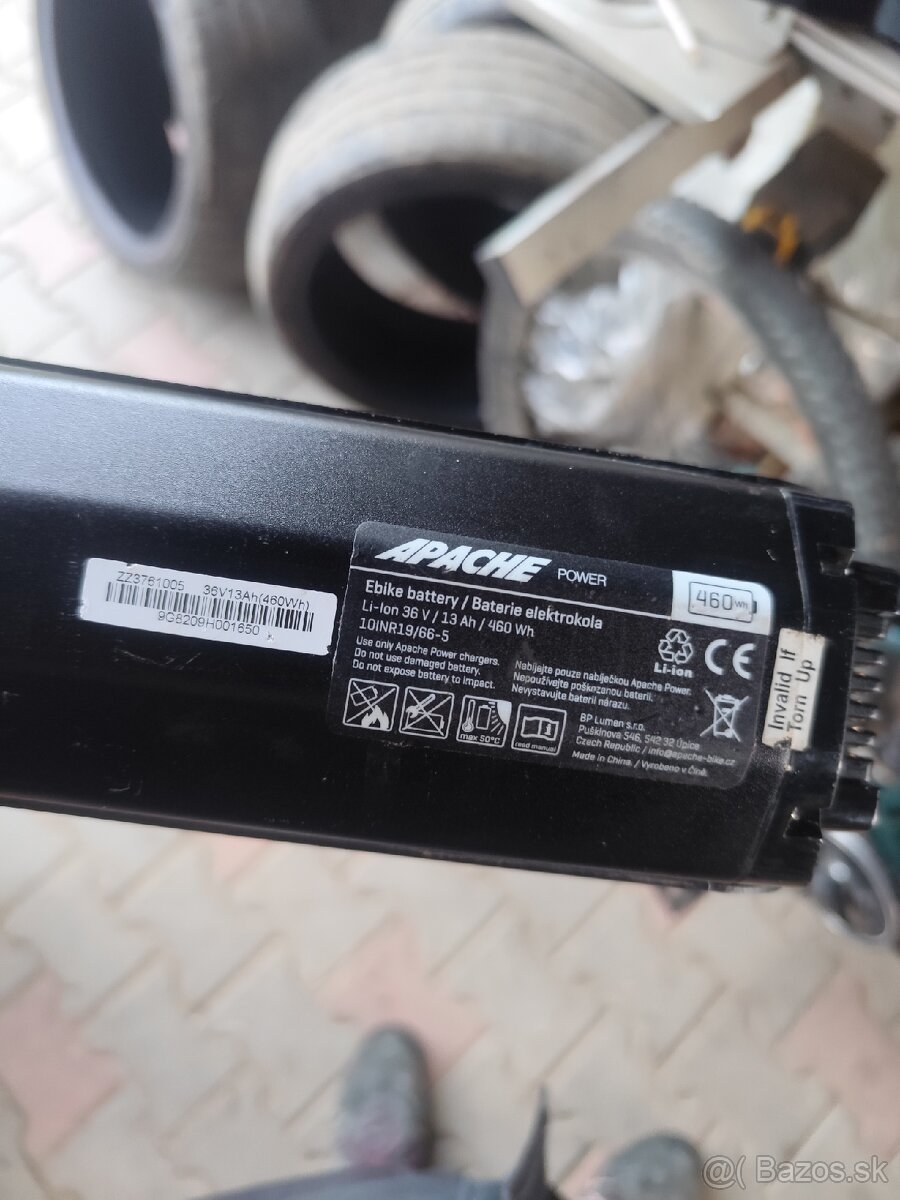 ZZ3761005 36V13Ah(460Wh)
9G8209H001650
APACHE POWER
460 Wh
Ebike battery / Baterie elektrokola
Li-Ion 36 V / 13 Ah / 460 Wh
10INR19/66-5
Use only Apache Power chargers.
Do not use damaged battery.
Do not expose battery to impact.
Nabíjejte pouze nabíječkou Apache Power.
Nepoužívejte poškozenou baterii.
Nevystavujte baterii nárazu.
Li-ion
CE
max 50°C
read manual
BP Lumen s.r.o.
Puškinova 546, 542 32 Úpice
Czech Republic / info@apache-bike.cz
Made in China. / Vyrobeno v Číně.
Invalid If
Torn Up
@( Bazos.sk